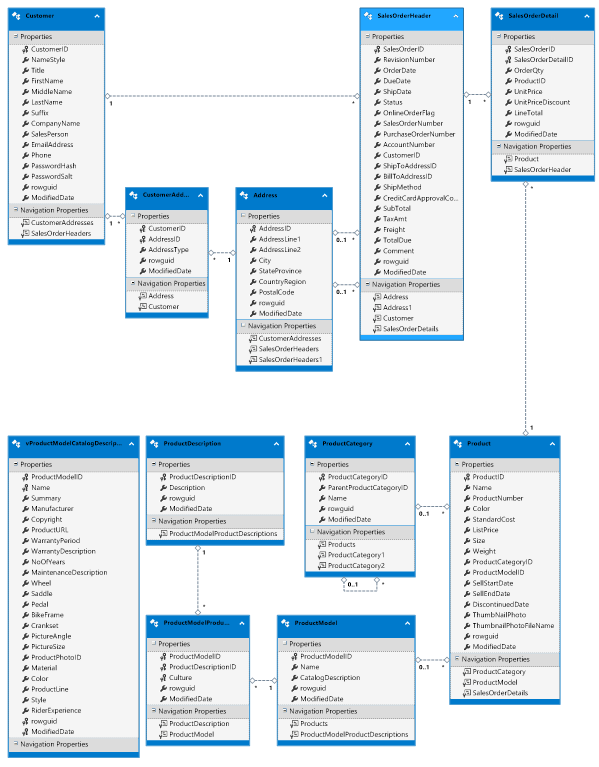 Customer
Properties
CustomerID
NameStyle
Title
FirstName
MiddleName
LastName
Suffix
CompanyName
SalesPerson
EmailAddress
Phone
PasswordHash
PasswordSalt
rowguid
ModifiedDate
Navigation Properties
CustomerAddresses
SalesOrderHeaders
1
*
1
*
CustomerAdd...
Properties
CustomerID
AddressID
AddressType
rowguid
ModifiedDate
Navigation Properties
Address
Customer
*
1
Address
Properties
AddressID
AddressLine1
AddressLine2
City
StateProvince
CountryRegion
PostalCode
rowguid
ModifiedDate
Navigation Properties
CustomerAddresses
SalesOrderHeaders
SalesOrderHeaders1
0..1
*
0..1
*
SalesOrderHeader
Properties
SalesOrderID
RevisionNumber
OrderDate
DueDate
ShipDate
Status
OnlineOrderFlag
SalesOrderNumber
PurchaseOrderNumber
AccountNumber
CustomerID
ShipToAddressID
BillToAddressID
ShipMethod
CreditCardApprovalCo...
SubTotal
TaxAmt
Freight
TotalDue
Comment
rowguid
ModifiedDate
Navigation Properties
Address
Address1
Customer
SalesOrderDetails
1
*
SalesOrderDetail
Properties
SalesOrderID
SalesOrderDetailID
OrderQty
ProductID
UnitPrice
UnitPriceDiscount
LineTotal
rowguid
ModifiedDate
Navigation Properties
Product
SalesOrderHeader
*
1
vProductModelCatalogDescrip...
Properties
ProductModelID
Name
Summary
Manufacturer
Copyright
ProductURL
WarrantyPeriod
WarrantyDescription
NoOfYears
MaintenanceDescription
Wheel
Saddle
Pedal
BikeFrame
Crankset
PictureAngle
PictureSize
ProductPhotoID
Material
Color
ProductLine
Style
RiderExperience
rowguid
ModifiedDate
Navigation Properties
ProductDescription
Properties
ProductDescriptionID
Description
rowguid
ModifiedDate
Navigation Properties
ProductModelProductDescriptions
1
*
ProductModelProdu...
Properties
ProductModelID
ProductDescriptionID
Culture
rowguid
ModifiedDate
Navigation Properties
ProductDescription
ProductModel
*
1
ProductCategory
Properties
ProductCategoryID
ParentProductCategoryID
Name
rowguid
ModifiedDate
Navigation Properties
Products
ProductCategory1
ProductCategory2
0..1
*
0..1
*
ProductModel
Properties
ProductModelID
Name
CatalogDescription
rowguid
ModifiedDate
Navigation Properties
Products
ProductModelProductDescriptions
0..1
*
Product
Properties
ProductID
Name
ProductNumber
Color
StandardCost
ListPrice
Size
Weight
ProductCategoryID
ProductModelID
SellStartDate
SellEndDate
DiscontinuedDate
ThumbNailPhoto
ThumbnailPhotoFileName
rowguid
ModifiedDate
Navigation Properties
ProductCategory
ProductModel
SalesOrderDetails